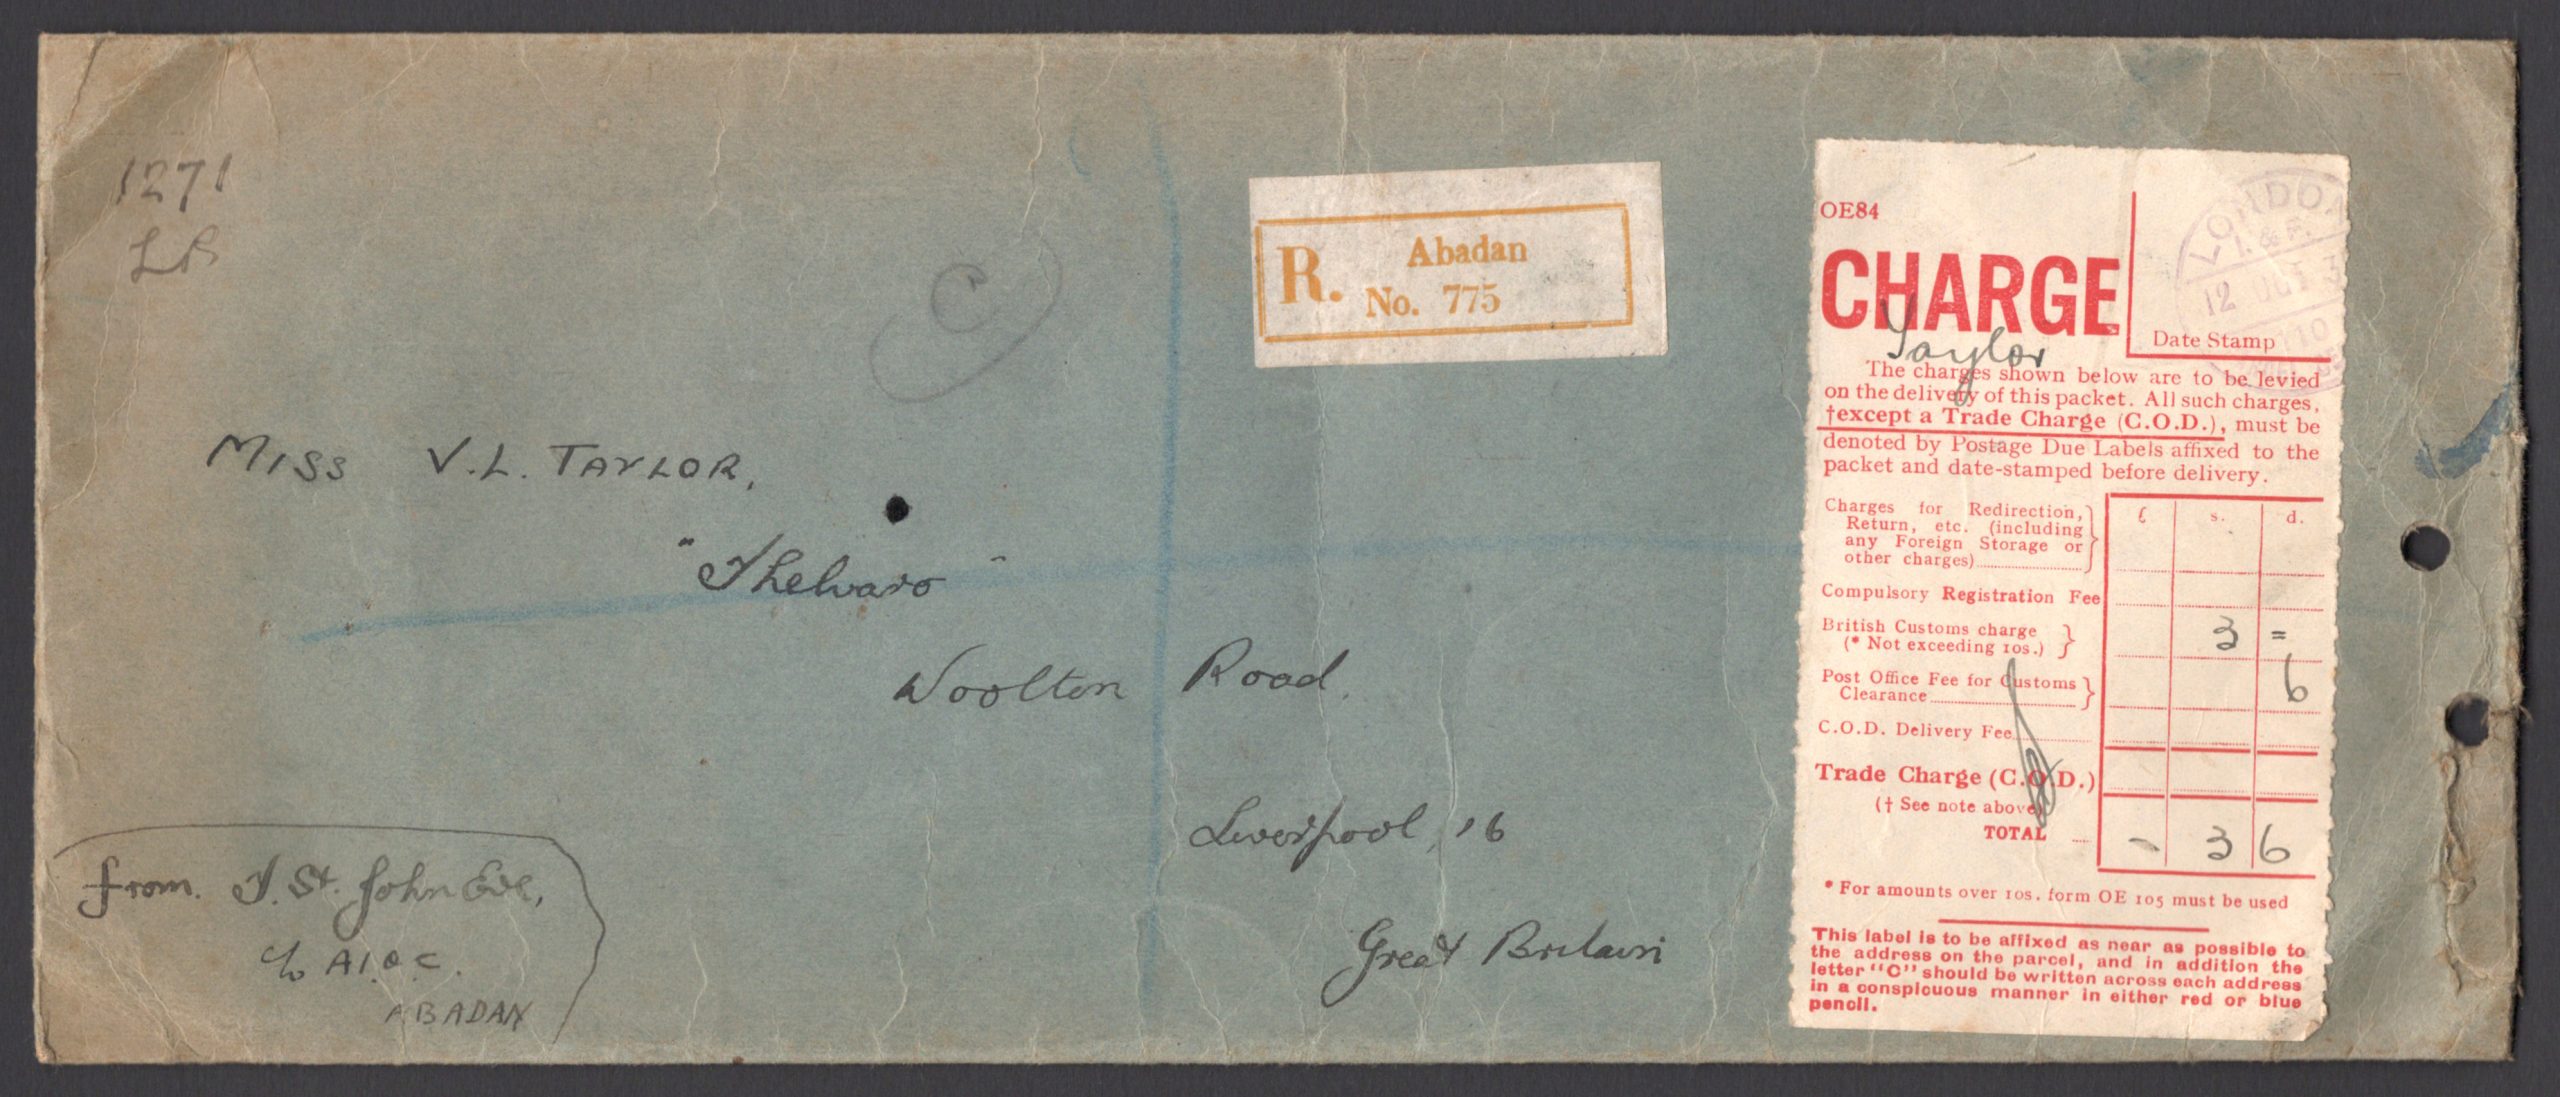 1271
C
R. Abadan
No. 775
MISS V.L. TAYLOR,
"Thelvaro"
Woolton Road.
Liverpool, 16
Great Britain
from. T. St. John Eve,
c/o A.I.O.C.
ABADAN
OE84
CHARGE
Taylor
LONDON
I. & F.
12 OCT 3
110
Date Stamp
The charges shown below are to be levied
on the delivery of this packet. All such charges,
†except a Trade Charge (C.O.D.), must be
denoted by Postage Due Labels affixed to the
packet and date-stamped before delivery.
£ s. d.
Charges for Redirection,
Return, etc. (including
any Foreign Storage or
other charges)
Compulsory Registration Fee
British Customs charge 3 =
(* Not exceeding 10s.)
Post Office Fee for Customs 6
Clearance
C.O.D. Delivery Fee
Trade Charge (C.O.D.)
(† See note above)
TOTAL - 3 6
* For amounts over 10s. form OE 105 must be used
This label is to be affixed as near as possible to
the address on the parcel, and in addition the
letter "C" should be written across each address
in a conspicuous manner in either red or blue
pencil.